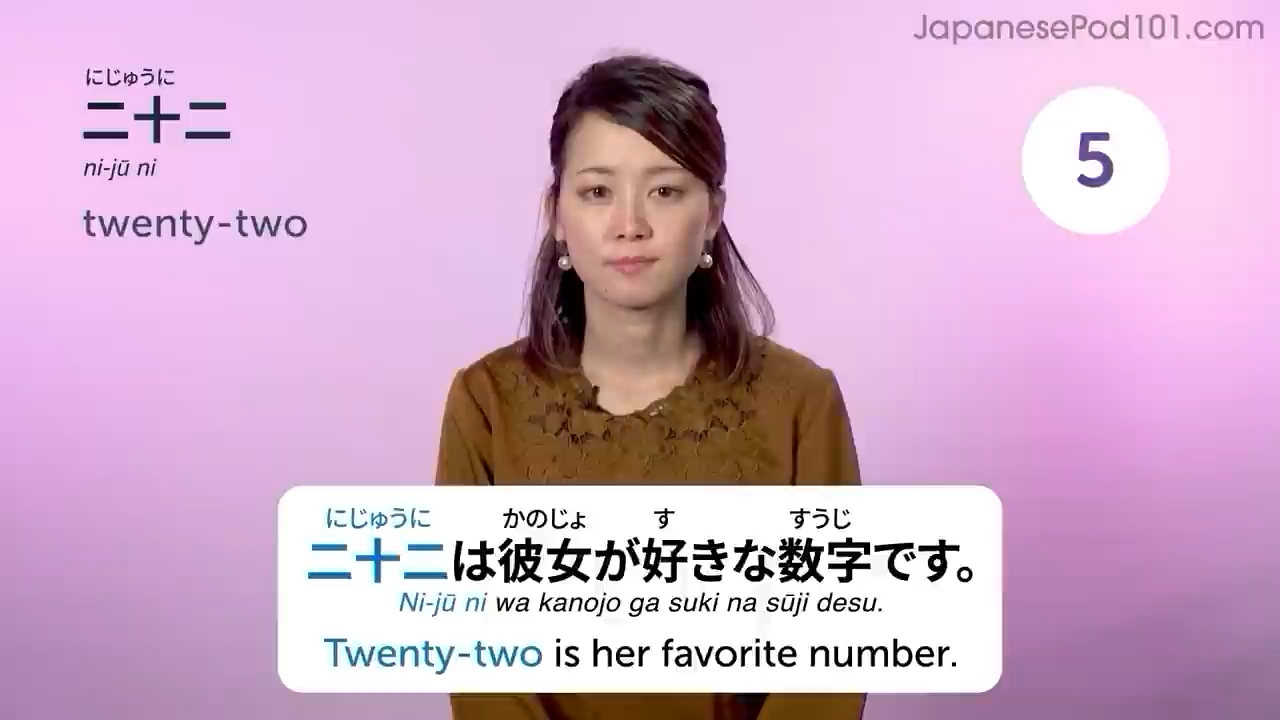 JapanesePod101.com
にじゅうに
二十二
ni-jū ni
twenty-two
5
にじゅうに かのじょ す すうじ
二十二は彼女が好きな数字です。
Ni-jū ni wa kanojo ga suki na sūji desu.
Twenty-two is her favorite number.